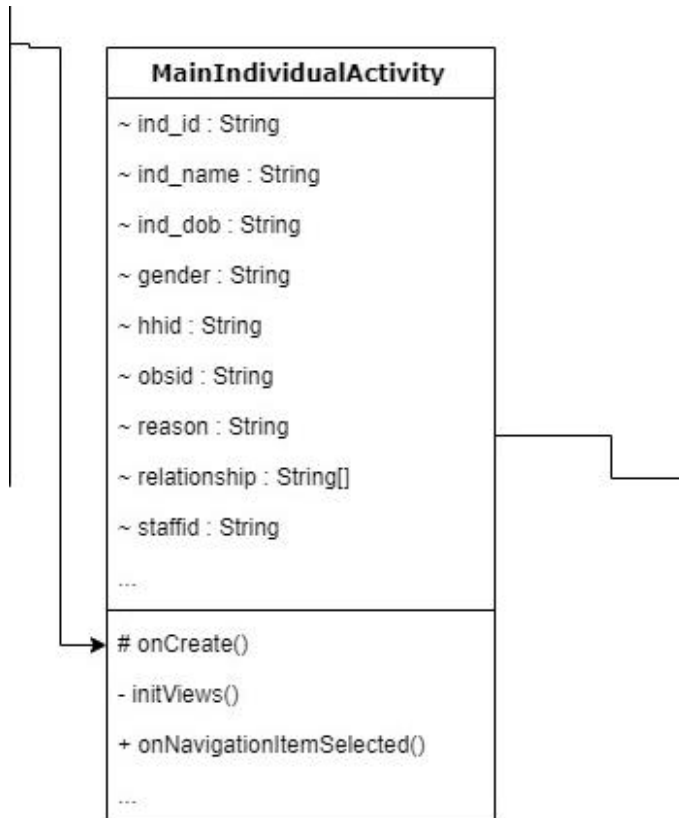 MainIndividualActivity
~ ind_id : String
~ ind_name : String
~ ind_dob : String
~ gender : String
~ hhid : String
~ obsid : String
~ reason : String
~ relationship : String[]
~ staffid : String
...
# onCreate()
- initViews()
+ onNavigationItemSelected()
...